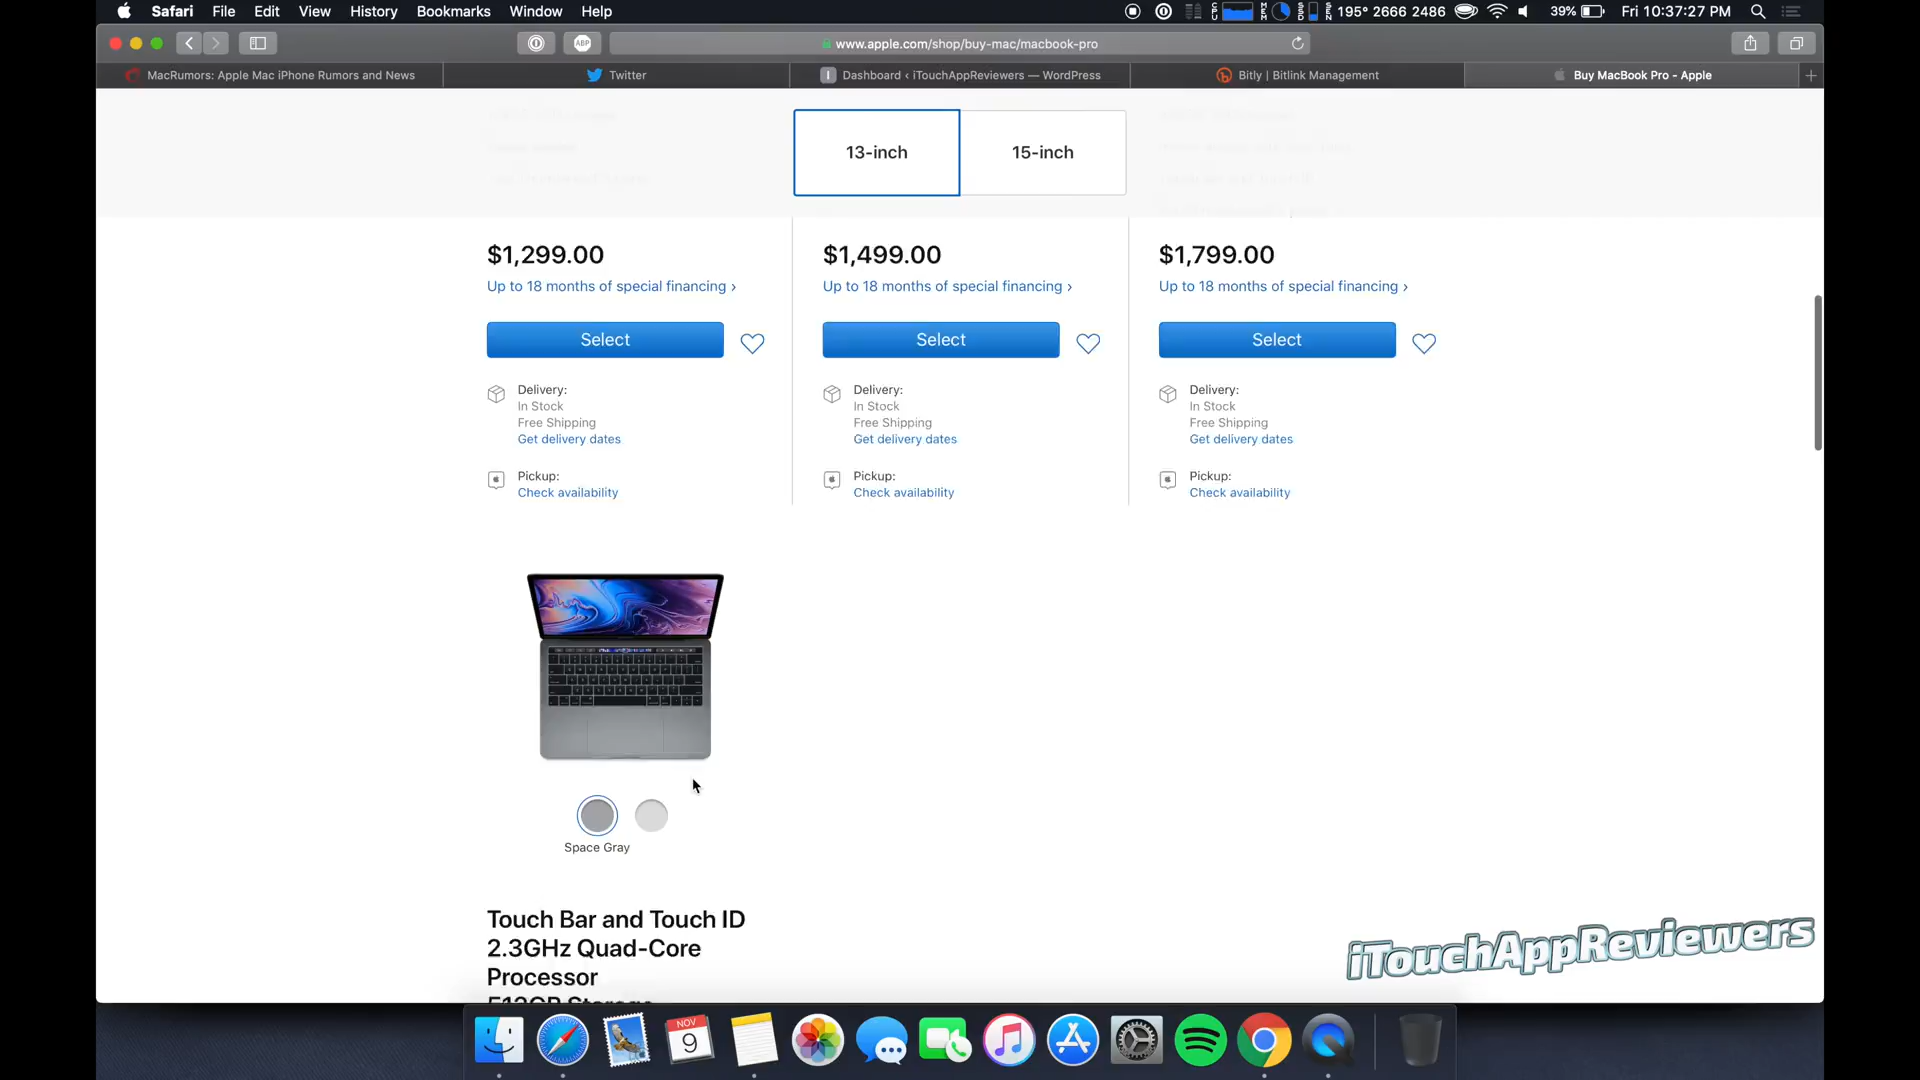 Safari File Edit View History Bookmarks Window Help 195° 2666 2486 39% Fri 10:37:27 PM
www.apple.com/shop/buy-mac/macbook-pro
MacRumors: Apple Mac iPhone Rumors and News
Twitter
Dashboard ‹ iTouchAppReviewers — WordPress
Bitly | Bitlink Management
Buy MacBook Pro - Apple
13-inch
15-inch
$1,299.00
Up to 18 months of special financing ›
Select
Delivery:
In Stock
Free Shipping
Get delivery dates
Pickup:
Check availability
$1,499.00
Up to 18 months of special financing ›
Select
Delivery:
In Stock
Free Shipping
Get delivery dates
Pickup:
Check availability
$1,799.00
Up to 18 months of special financing ›
Select
Delivery:
In Stock
Free Shipping
Get delivery dates
Pickup:
Check availability
Space Gray
Touch Bar and Touch ID
2.3GHz Quad-Core
Processor
512GB Storage
iTouchAppReviewers
NOV
9